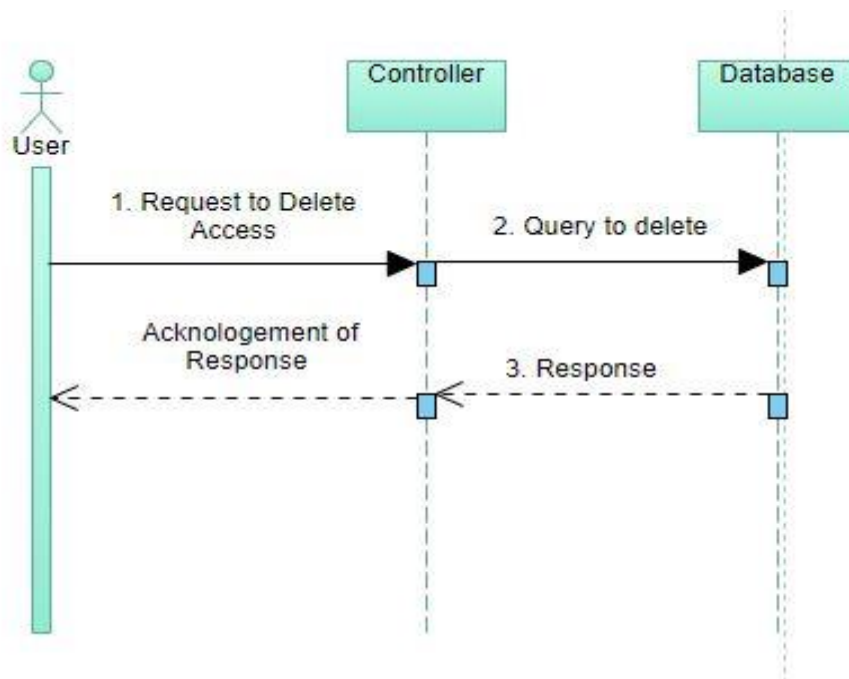 Controller
Database
User
1. Request to Delete
Access
2. Query to delete
Acknologement of
Response
3. Response